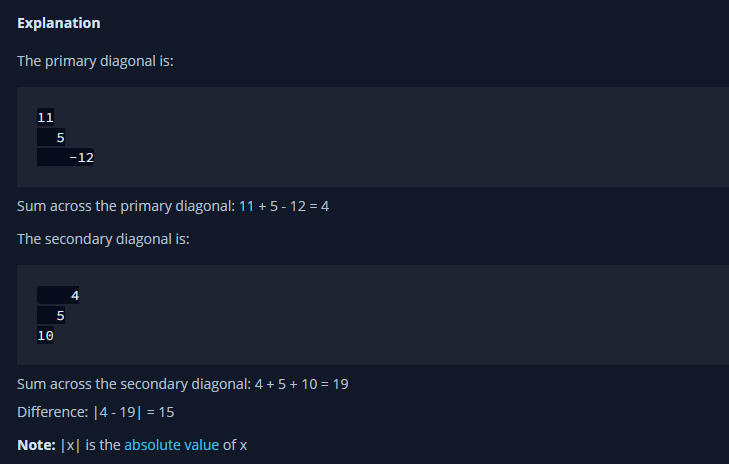 Explanation
The primary diagonal is:
11
5
-12
Sum across the primary diagonal: 11 + 5 - 12 = 4
The secondary diagonal is:
4
5
10
Sum across the secondary diagonal: 4 + 5 + 10 = 19
Difference: |4 - 19| = 15
Note: |x| is the absolute value of x